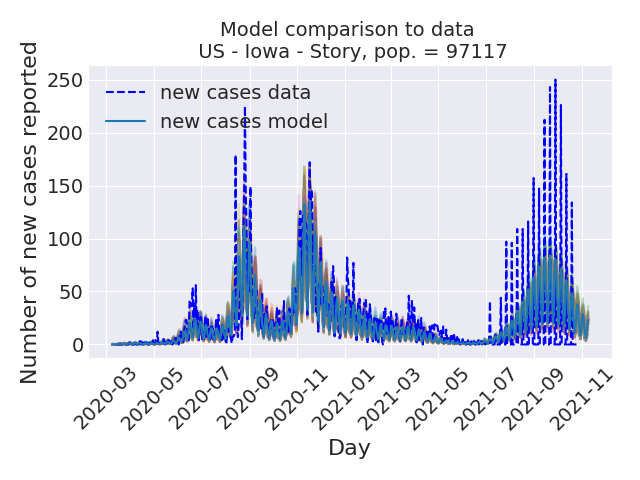 Model comparison to data
US - Iowa - Story, pop. = 97117
Number of new cases reported
250
200
150
100
50
0
new cases data
new cases model
2020-03
2020-05
2020-07
2020-09
2020-11
2021-01
2021-03
2021-05
2021-07
2021-09
2021-11
Day